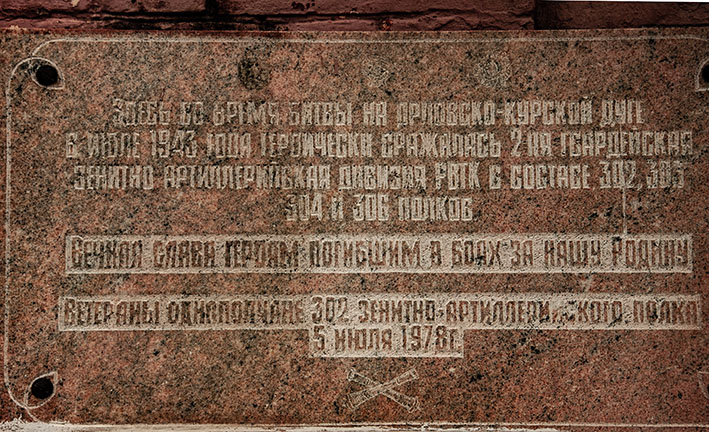 Здесь во время битвы на Орловско-Курской дуге
в июле 1943 года героически сражалась 2-ая гвардейская
зенитно-артиллерийская дивизия РВГК в составе 302, 303
304 и 306 полков
Вечная слава героям погибшим в боях за нашу Родину
Ветераны однополчане 302 зенитно-артиллерийского полка
5 июля 1978г.